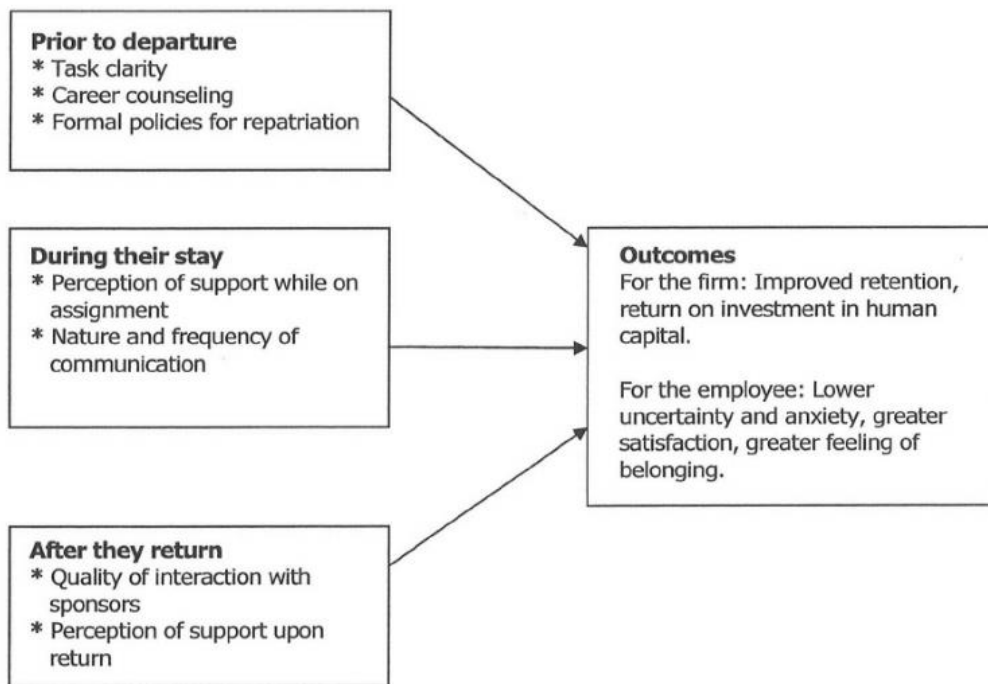 Prior to departure
* Task clarity
* Career counseling
* Formal policies for repatriation
During their stay
* Perception of support while on
assignment
* Nature and frequency of
communication
After they return
* Quality of interaction with
sponsors
* Perception of support upon
return
Outcomes
For the firm: Improved retention,
return on investment in human
capital.
For the employee: Lower
uncertainty and anxiety, greater
satisfaction, greater feeling of
belonging.